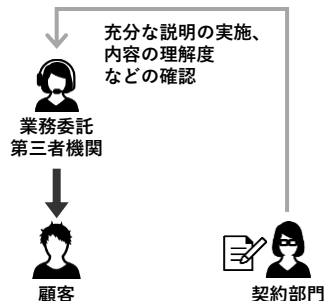 充分な説明の実施、
内容の理解度
などの確認
業務委託
第三者機関
顧客
契約部門